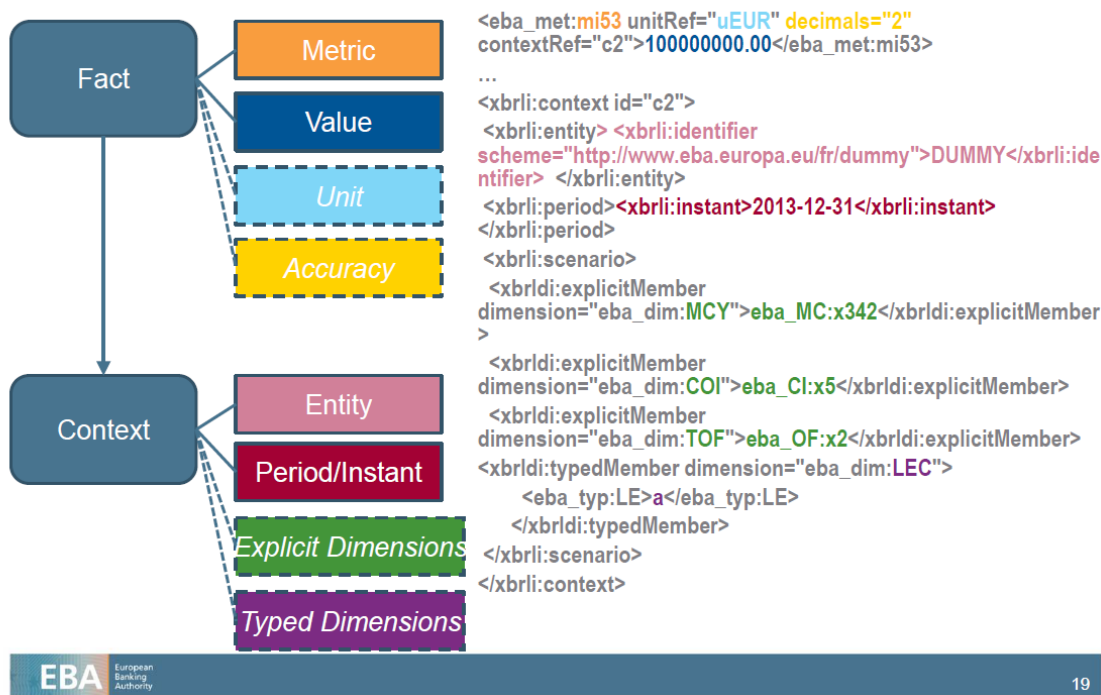 Fact
Metric
Value
Unit
Accuracy
Context
Entity
Period/Instant
Explicit Dimensions
Typed Dimensions
<eba_met:mi53 unitRef="uEUR" decimals="2"
contextRef="c2">100000000.00</eba_met:mi53>
…
<xbrli:context id="c2">
<xbrli:entity> <xbrli:identifier
scheme="http://www.eba.europa.eu/fr/dummy">DUMMY</xbrli:ide
ntifier> </xbrli:entity>
<xbrli:period><xbrli:instant>2013-12-31</xbrli:instant>
</xbrli:period>
<xbrli:scenario>
<xbrldi:explicitMember
dimension="eba_dim:MCY">eba_MC:x342</xbrldi:explicitMember
>
<xbrldi:explicitMember
dimension="eba_dim:COI">eba_CI:x5</xbrldi:explicitMember>
<xbrldi:explicitMember
dimension="eba_dim:TOF">eba_OF:x2</xbrldi:explicitMember>
<xbrldi:typedMember dimension="eba_dim:LEC">
<eba_typ:LE>a</eba_typ:LE>
</xbrldi:typedMember>
</xbrli:scenario>
</xbrli:context>
EBA
European
Banking
Authority
19